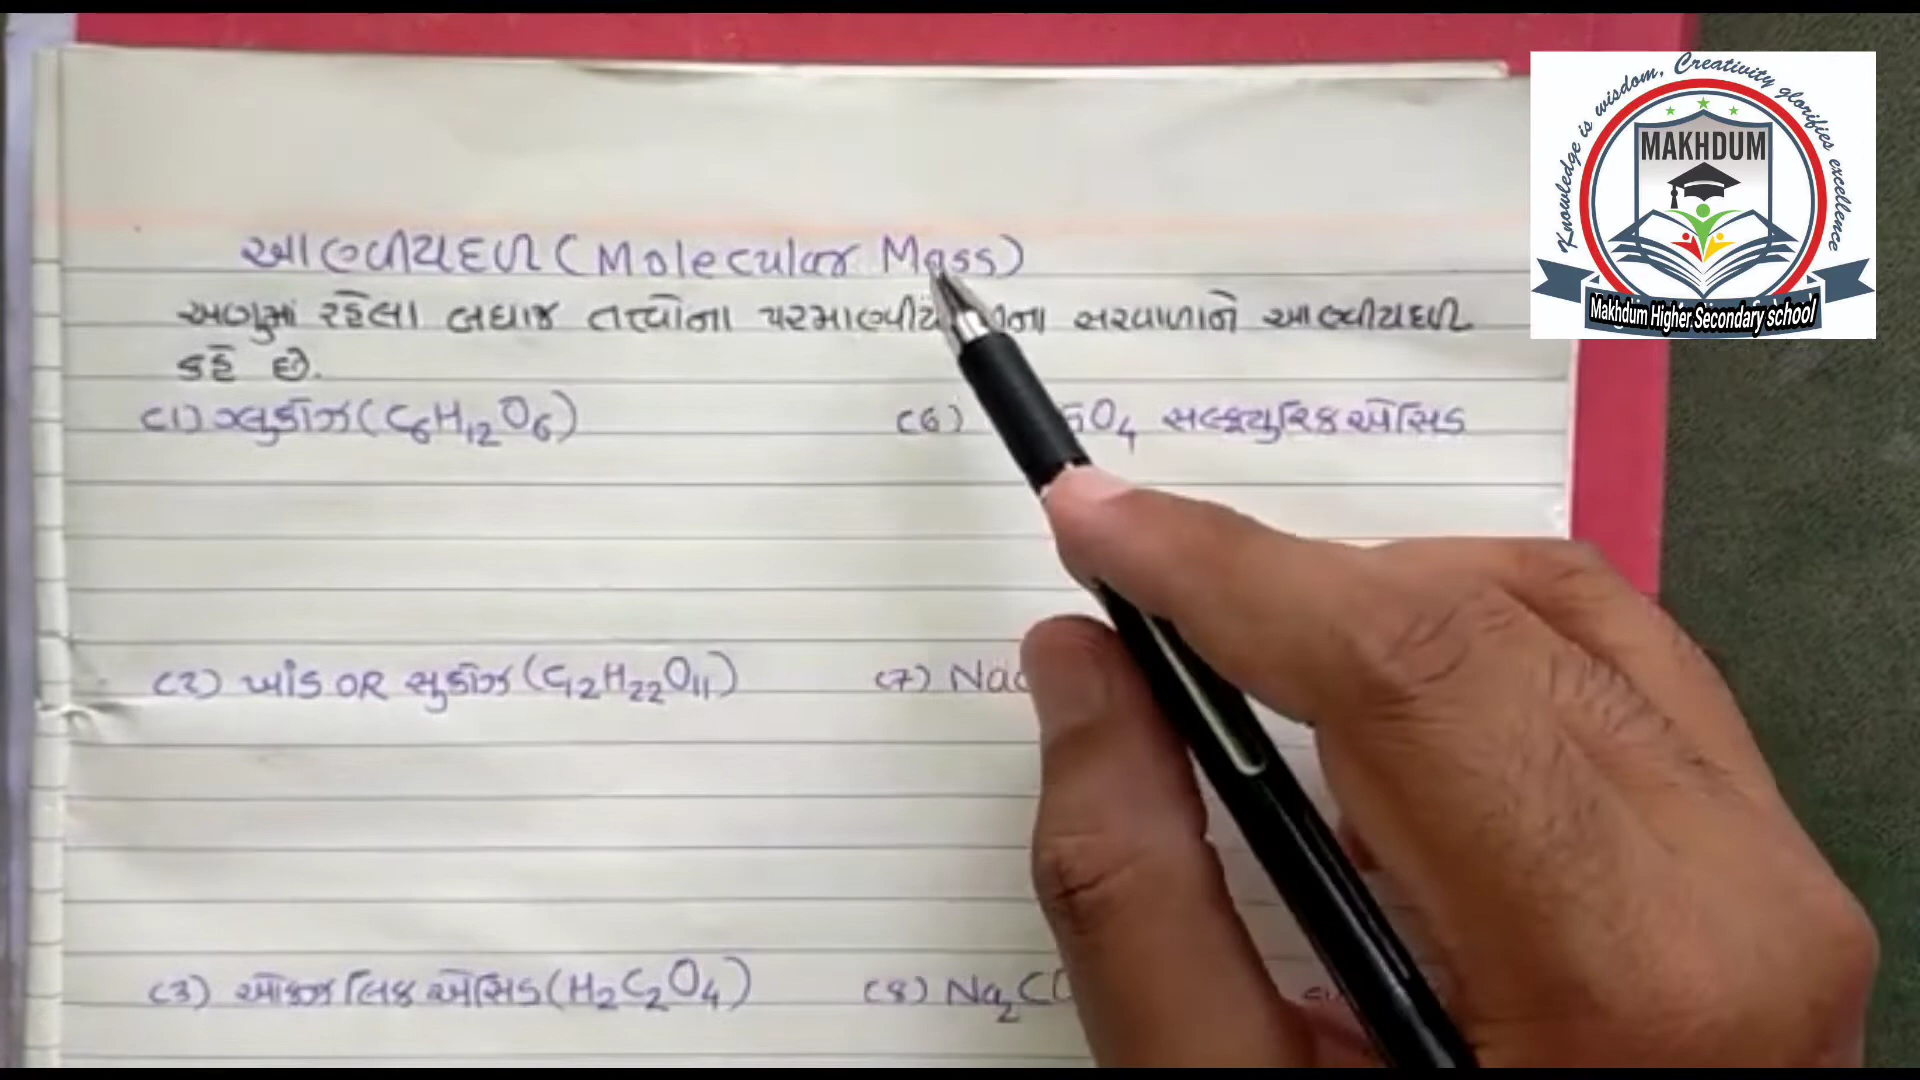 આણ્વીયદળ (Molecular Mass)
અણુમાં રહેલા બધાજ તત્ત્વોના પરમાણ્વીય સરવાળાને આણ્વીયદળ
કહે છે.
(1) ગ્લુકોઝ (C6H12O6)
(6) O4 સલ્ફ્યુરિક એસિડ
(2) ખાંડ OR સુક્રોઝ (C12H22O11)
(7) Na
(3) ઓક્ઝલિક એસિડ (H2C2O4)
(8) Na2C
Knowledge is wisdom, Creativity glorifies excellence
MAKHDUM
Makhdum Higher Secondary school